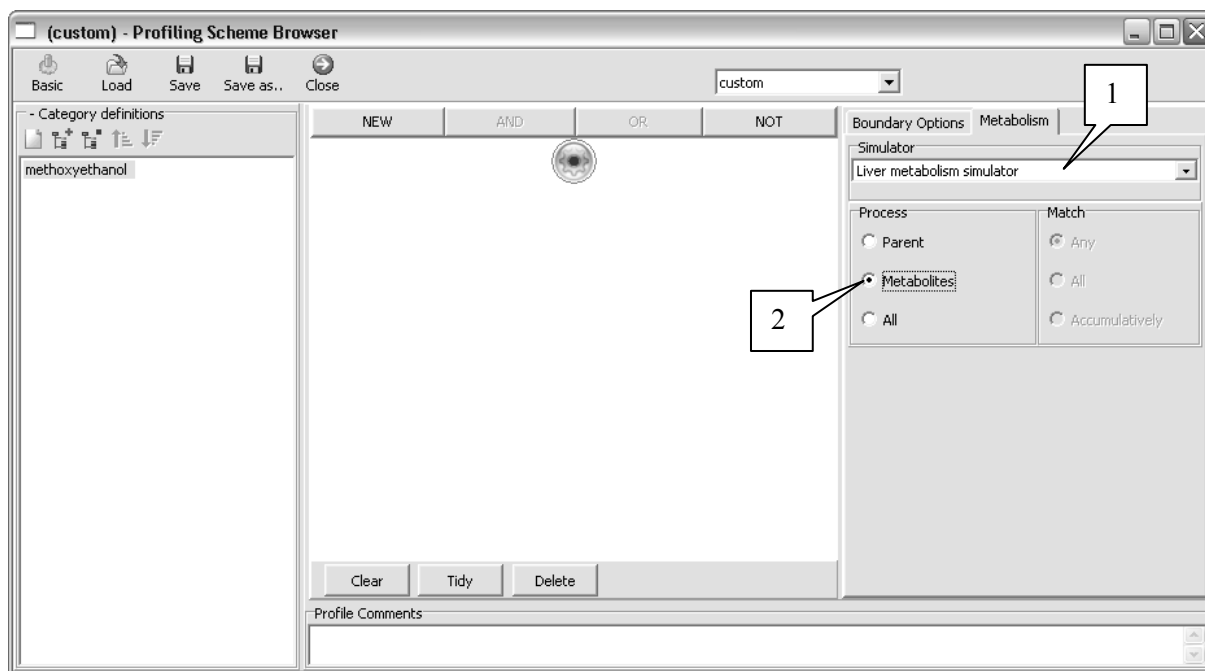 (custom) - Profiling Scheme Browser
Basic Load Save Save as.. Close
custom
1
- Category definitions
methoxyethanol
NEW AND OR NOT
Boundary Options Metabolism
Simulator
Liver metabolism simulator
Process Match
Parent Any
Metabolites All
All Accumulatively
2
Clear Tidy Delete
Profile Comments